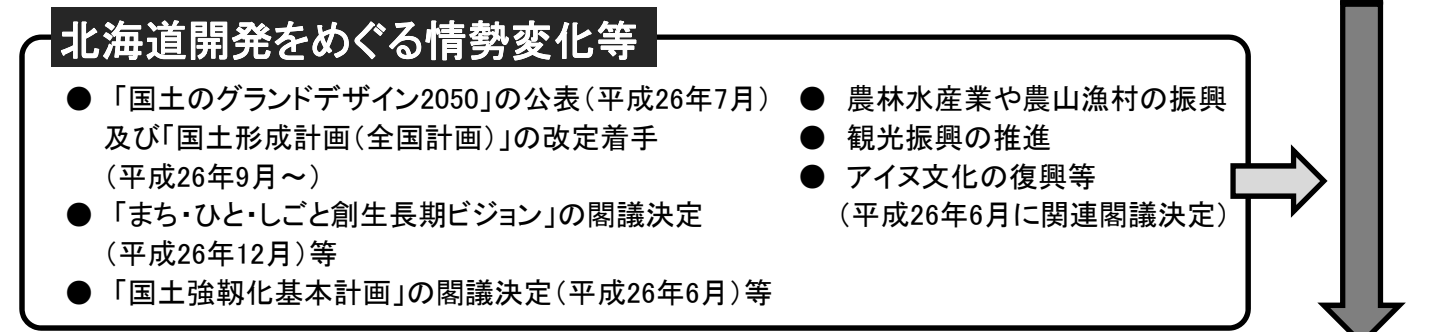 北海道開発をめぐる情勢変化等
● 「国土のグランドデザイン2050」の公表（平成26年7月）
及び「国土形成計画（全国計画）」の改定着手
（平成26年9月～）
● 「まち・ひと・しごと創生長期ビジョン」の閣議決定
（平成26年12月）等
● 「国土強靱化基本計画」の閣議決定（平成26年6月）等
● 農林水産業や農山漁村の振興
● 観光振興の推進
● アイヌ文化の復興等
（平成26年6月に関連閣議決定）